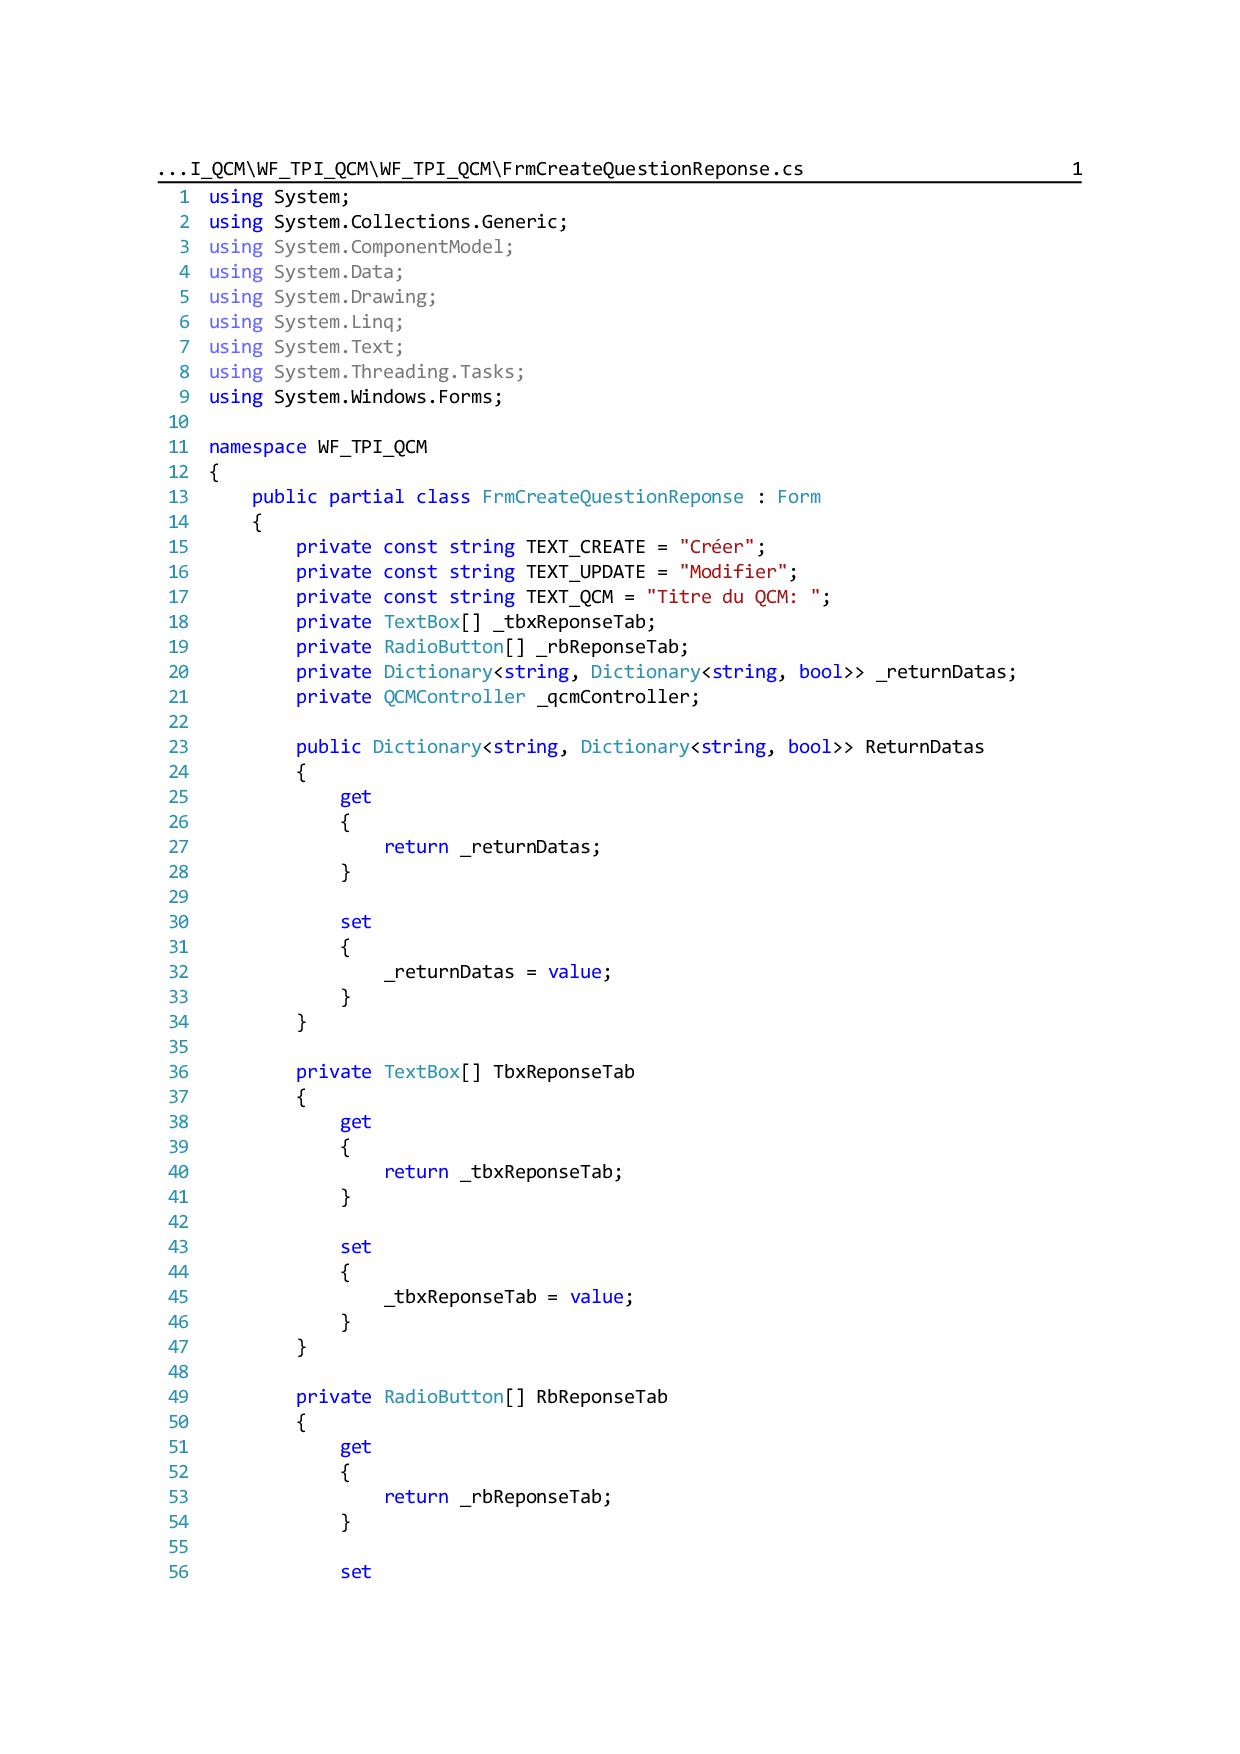 ...I_QCM\WF_TPI_QCM\WF_TPI_QCM\FrmCreateQuestionReponse.cs 1
1 using System;
2 using System.Collections.Generic;
3 using System.ComponentModel;
4 using System.Data;
5 using System.Drawing;
6 using System.Linq;
7 using System.Text;
8 using System.Threading.Tasks;
9 using System.Windows.Forms;
10
11 namespace WF_TPI_QCM
12 {
13     public partial class FrmCreateQuestionReponse : Form
14     {
15         private const string TEXT_CREATE = "Créer";
16         private const string TEXT_UPDATE = "Modifier";
17         private const string TEXT_QCM = "Titre du QCM: ";
18         private TextBox[] _tbxReponseTab;
19         private RadioButton[] _rbReponseTab;
20         private Dictionary<string, Dictionary<string, bool>> _returnDatas;
21         private QCMController _qcmController;
22
23         public Dictionary<string, Dictionary<string, bool>> ReturnDatas
24         {
25             get
26             {
27                 return _returnDatas;
28             }
29
30             set
31             {
32                 _returnDatas = value;
33             }
34         }
35
36         private TextBox[] TbxReponseTab
37         {
38             get
39             {
40                 return _tbxReponseTab;
41             }
42
43             set
44             {
45                 _tbxReponseTab = value;
46             }
47         }
48
49         private RadioButton[] RbReponseTab
50         {
51             get
52             {
53                 return _rbReponseTab;
54             }
55
56             set